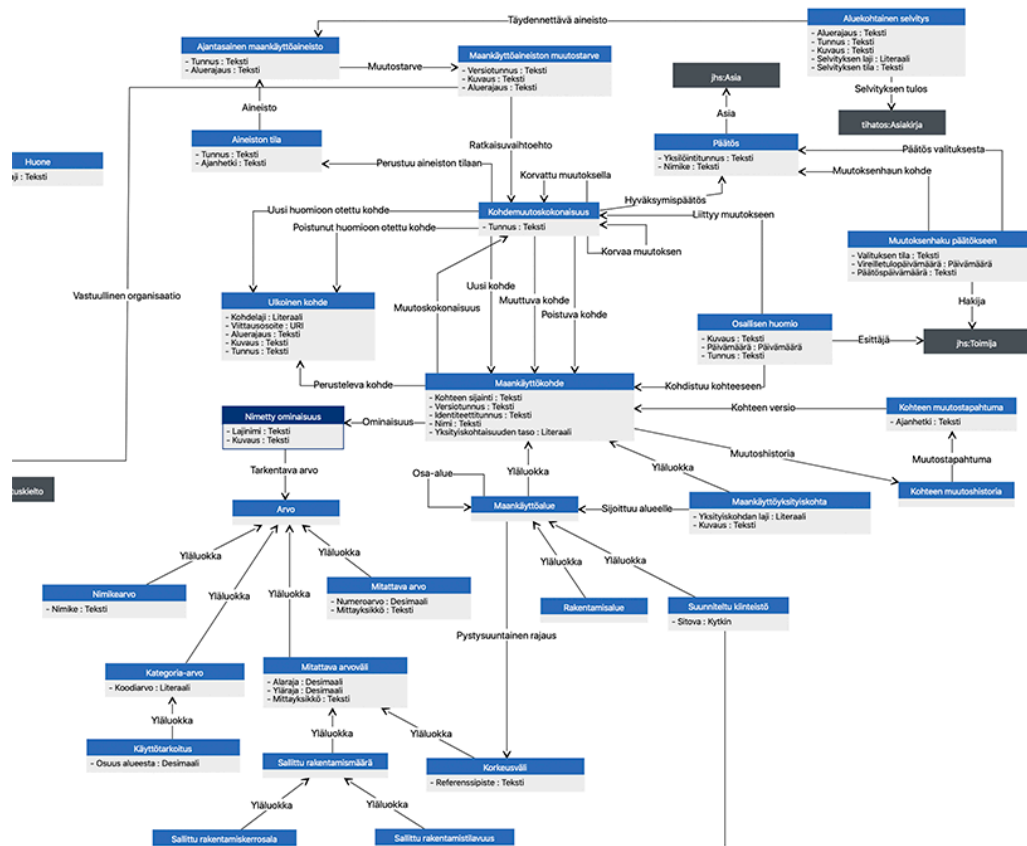 Täydennettävä aineisto
Aluekohtainen selvitys
- Aluerajaus : Teksti
- Tunnus : Teksti
- Kuvaus : Teksti
- Selvityksen laji : Literaali
- Selvityksen tila : Teksti
Ajantasainen maankäyttöaineisto
- Tunnus : Teksti
- Aluerajaus : Teksti
Muutostarve
Maankäyttöaineiston muutostarve
- Versiotunnus : Teksti
- Kuvaus : Teksti
- Aluerajaus : Teksti
jhs:Asia
Selvityksen tulos
tihatos:Asiakirja
Aineisto
Asia
Aineiston tila
- Tunnus : Teksti
- Ajanhetki : Teksti
Ratkaisuvaihtoehto
Päätös
- Yksilöintitunnus : Teksti
- Nimike : Teksti
Päätös valituksesta
Huone
aji : Teksti
Perustuu aineiston tilaan
Korvattu muutoksella
Muutoksenhaun kohde
Hyväksymispäätös
Uusi huomioon otettu kohde
Kohdemuutoskokonaisuus
- Tunnus : Teksti
Liittyy muutokseen
Poistunut huomioon otettu kohde
Korvaa muutoksen
Muutoksenhaku päätökseen
- Valituksen tila : Teksti
- Vireilletulopäivämäärä : Päivämäärä
- Päätöspäivämäärä : Teksti
Uusi kohde
Muuttuva kohde
Poistuva kohde
Vastuullinen organisaatio
Muutoskokonaisuus
Ulkoinen kohde
- Kohdelaji : Literaali
- Viittausosoite : URI
- Aluerajaus : Teksti
- Kuvaus : Teksti
- Tunnus : Teksti
Hakija
Osallisen huomio
- Kuvaus : Teksti
- Päivämäärä : Päivämäärä
- Tunnus : Teksti
Esittäjä
jhs:Toimija
Perusteleva kohde
Maankäyttökohde
- Kohteen sijainti : Teksti
- Versiotunnus : Teksti
- Identiteettitunnus : Teksti
- Nimi : Teksti
- Yksityiskohtaisuuden taso : Literaali
Kohdistuu kohteeseen
Nimetty ominaisuus
- Lajinimi : Teksti
- Kuvaus : Teksti
Ominaisuus
Kohteen versio
Kohteen muutostapahtuma
- Ajanhetki : Teksti
Tarkentava arvo
Muutoshistoria
Muutostapahtuma
Yläluokka
Yläluokka
Osa-alue
tuskielto
Kohteen muutoshistoria
Arvo
Maankäyttöalue
Sijoittuu alueelle
Maankäyttöyksityiskohta
- Yksityiskohdan laji : Literaali
- Kuvaus : Teksti
Yläluokka
Yläluokka
Yläluokka
Yläluokka
Yläluokka
Yläluokka
Nimikearvo
- Nimike : Teksti
Mitattava arvo
- Numeroarvo : Desimaali
- Mittayksikkö : Teksti
Rakentamisalue
Suunniteltu kiinteistö
- Sitova : Kytkin
Pystysuuntainen rajaus
Kategoria-arvo
- Koodiarvo : Literaali
Mitattava arvoväli
- Alaraja : Desimaali
- Yläraja : Desimaali
- Mittayksikkö : Teksti
Yläluokka
Yläluokka
Yläluokka
Käyttötarkoitus
- Osuus alueesta : Desimaali
Sallittu rakentamismäärä
Korkeusväli
- Referenssipiste : Teksti
Yläluokka
Yläluokka
Sallittu rakentamiskerrosala
Sallittu rakentamistilavuus